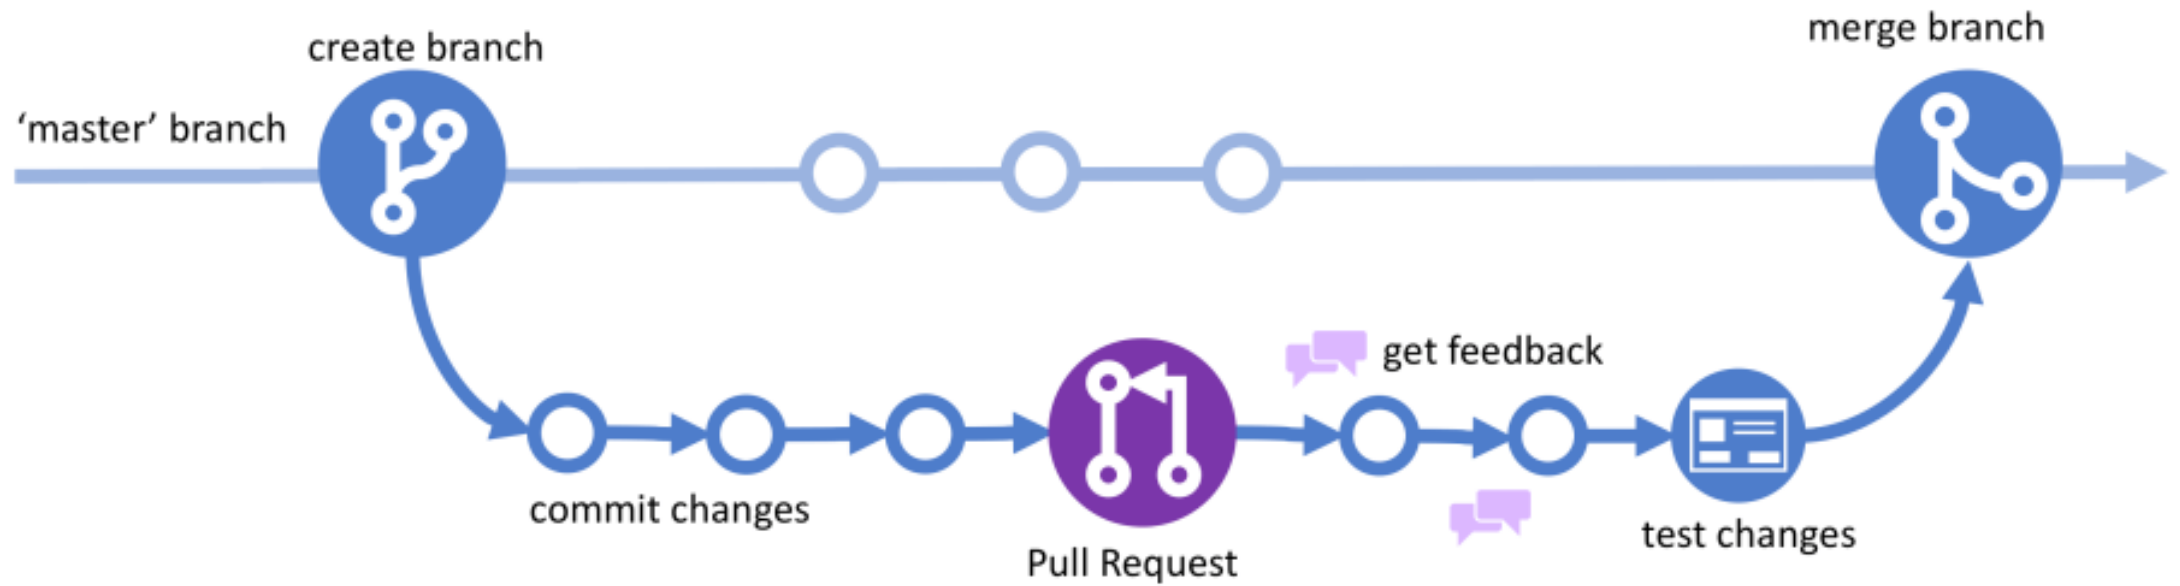 create branch
merge branch
‘master’ branch
get feedback
commit changes
test changes
Pull Request